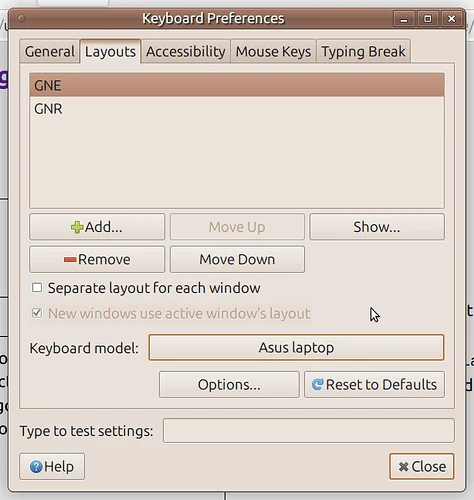 Keyboard Preferences
General Layouts Accessibility Mouse Keys Typing Break
GNE
GNR
Add... Move Up Show...
Remove Move Down
Separate layout for each window
New windows use active window's layout
Keyboard model: Asus laptop
Options... Reset to Defaults
Type to test settings:
Help Close